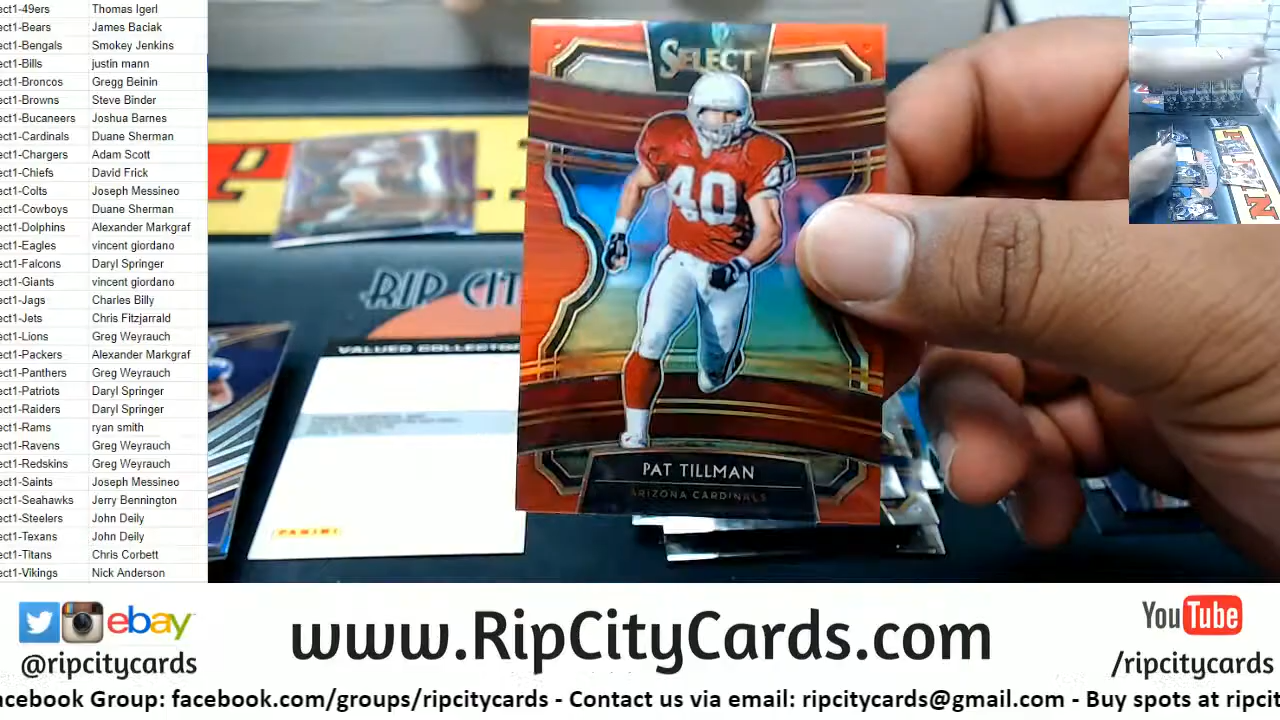 ect1-49ers Thomas Igerl
ect1-Bears James Baciak
ect1-Bengals Smokey Jenkins
ect1-Bills justin mann
ect1-Broncos Gregg Beinin
ect1-Browns Steve Binder
ect1-Bucaneers Joshua Barnes
ect1-Cardinals Duane Sherman
ect1-Chargers Adam Scott
ect1-Chiefs David Frick
ect1-Colts Joseph Messineo
ect1-Cowboys Duane Sherman
ect1-Dolphins Alexander Markgraf
ect1-Eagles vincent giordano
ect1-Falcons Daryl Springer
ect1-Giants vincent giordano
ect1-Jags Charles Billy
ect1-Jets Chris Fitzjarrald
ect1-Lions Greg Weyrauch
ect1-Packers Alexander Markgraf
ect1-Panthers Greg Weyrauch
ect1-Patriots Daryl Springer
ect1-Raiders Daryl Springer
ect1-Rams ryan smith
ect1-Ravens Greg Weyrauch
ect1-Redskins Greg Weyrauch
ect1-Saints Joseph Messineo
ect1-Seahawks Jerry Bennington
ect1-Steelers John Deily
ect1-Texans John Deily
ect1-Titans Chris Corbett
ect1-Vikings Nick Anderson
SELECT
40
PAT TILLMAN
ARIZONA CARDINALS
RIP CIT
VALUED COLLECTO
PANINI
ebay
@ripcitycards
www.RipCityCards.com
YouTube
/ripcitycards
acebook Group: facebook.com/groups/ripcitycards - Contact us via email: ripcitycards@gmail.com - Buy spots at ripcit